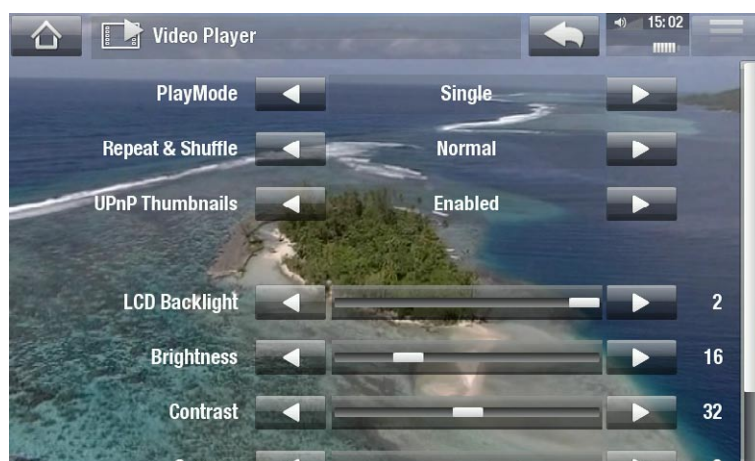 Video Player
15:02
PlayMode Single
Repeat & Shuffle Normal
UPnP Thumbnails Enabled
LCD Backlight 2
Brightness 16
Contrast 32